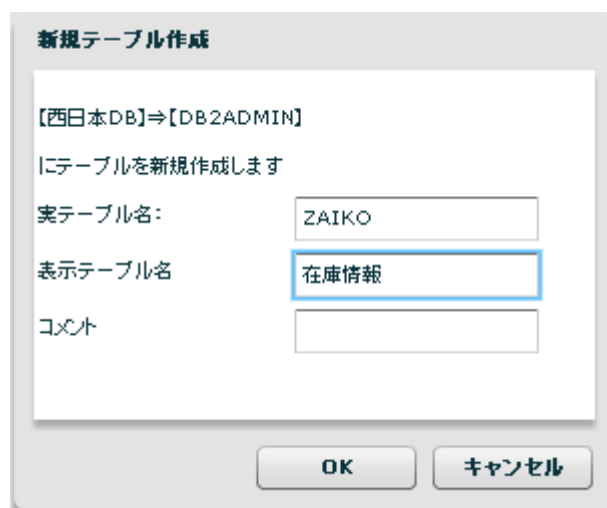 新規テーブル作成
【西日本DB】⇒【DB2ADMIN】
にテーブルを新規作成します
実テーブル名: ZAIKO
表示テーブル名 在庫情報
コメント
OK キャンセル